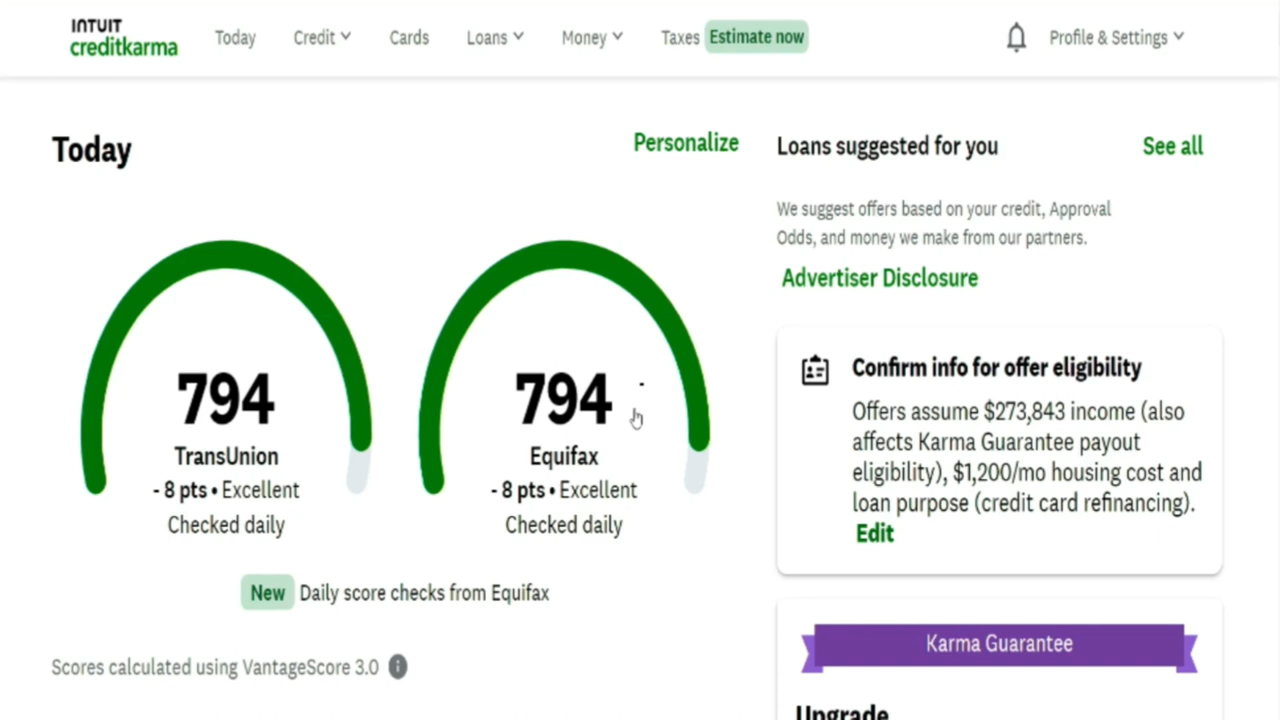 INTUIT
creditkarma
Today
Credit
Cards
Loans
Money
Taxes
Estimate now
Profile & Settings
Today
Personalize
794
TransUnion
- 8 pts • Excellent
Checked daily
794
Equifax
- 8 pts • Excellent
Checked daily
New Daily score checks from Equifax
Scores calculated using VantageScore 3.0
Loans suggested for you
See all
We suggest offers based on your credit, Approval
Odds, and money we make from our partners.
Advertiser Disclosure
Confirm info for offer eligibility
Offers assume $273,843 income (also
affects Karma Guarantee payout
eligibility), $1,200/mo housing cost and
loan purpose (credit card refinancing).
Edit
Karma Guarantee
Upgrade